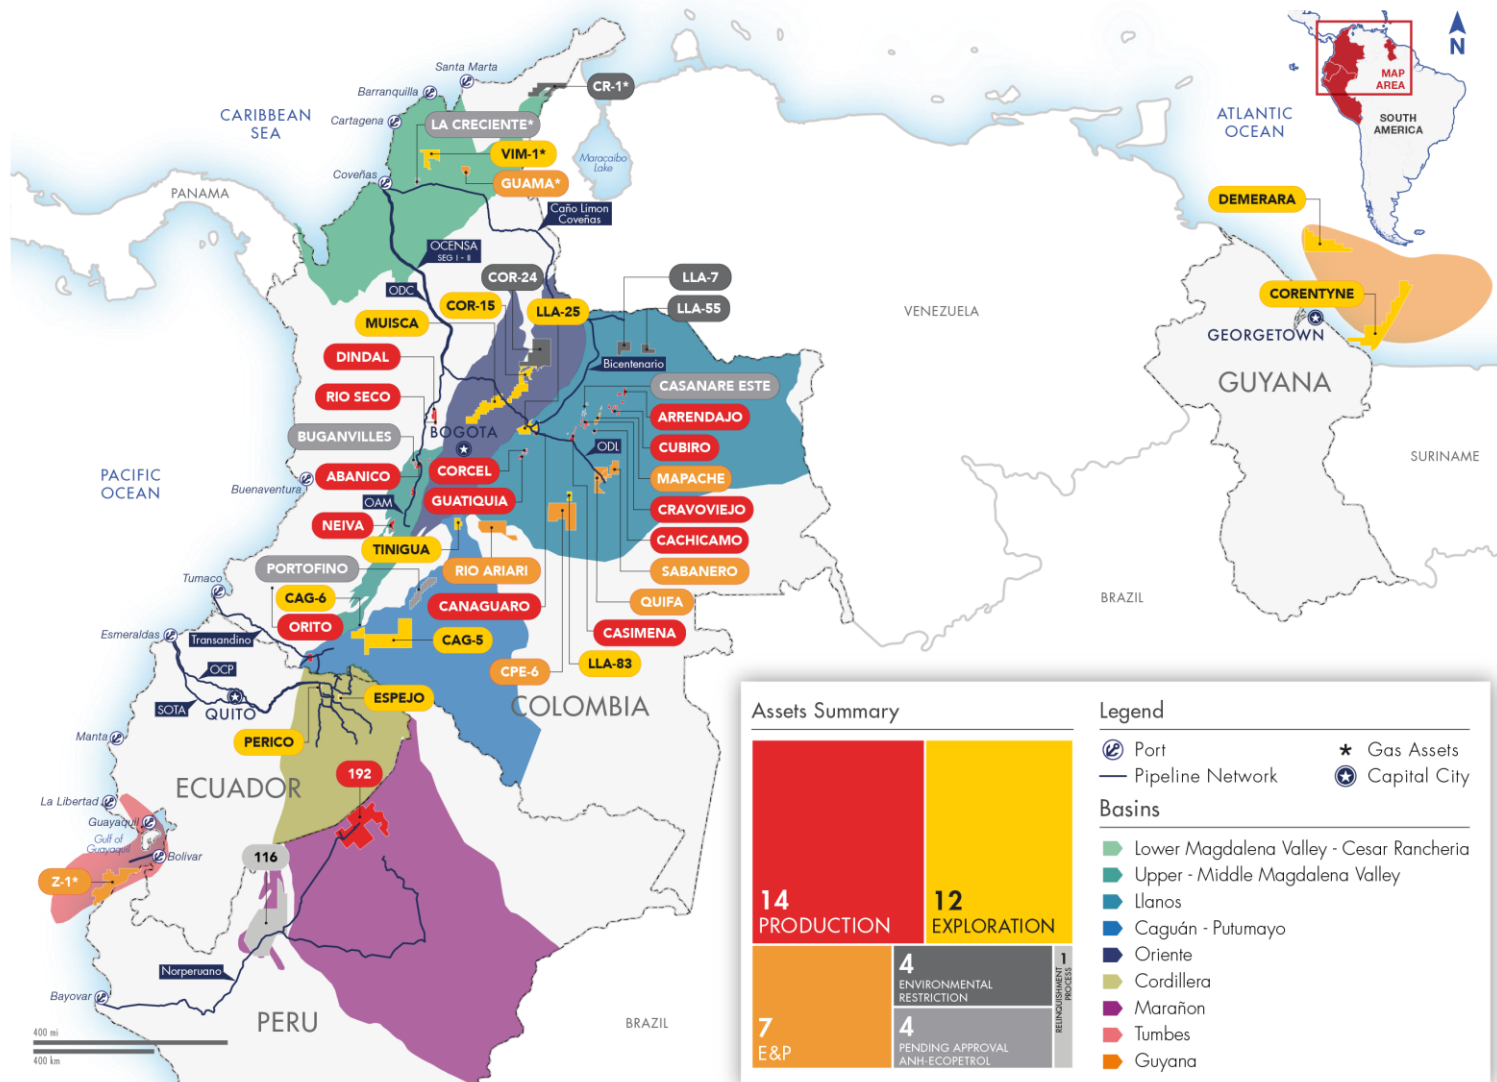 Santa Marta
Barranquilla
CARIBBEAN
SEA
Cartagena
CR-1*
LA CRECIENTE*
VIM-1*
GUAMA*
Maracaibo
Lake
Coveñas
PANAMA
Caño Limon
Coveñas
OCENSA
SEG I - II
ODC
COR-24
COR-15
LLA-25
LLA-7
LLA-55
MUISCA
DINDAL
RIO SECO
BUGANVILLES
ABANICO
BOGOTA
Bicentenario
CASANARE ESTE
ARRENDAJO
CUBIRO
MAPACHE
CRAVOVIEJO
CACHICAMO
SABANERO
QUIFA
CASIMENA
LLA-83
ODL
CORCEL
GUATIQUIA
PACIFIC
OCEAN
Buenaventura
OAM
NEIVA
TINIGUA
PORTOFINO
RIO ARIARI
CAG-6
ORITO
CANAGUARO
CAG-5
CPE-6
COLOMBIA
Tumaco
Esmeraldas
Transandino
OCP
SOTA
QUITO
ESPEJO
PERICO
Manta
ECUADOR
192
La Libertad
Guayaquil
Gulf of
Guayaquil
Bolivar
Z-1*
116
Norperuano
Bayovar
PERU
BRAZIL
400 mi
400 km
VENEZUELA
BRAZIL
ATLANTIC
OCEAN
MAP
AREA
SOUTH
AMERICA
N
DEMERARA
CORENTYNE
GEORGETOWN
GUYANA
SURINAME
Assets Summary
14
PRODUCTION
12
EXPLORATION
7
E&P
4
ENVIRONMENTAL
RESTRICTION
4
PENDING APPROVAL
ANH-ECOPETROL
1
RELINQUISHMENT
PROCESS
Legend
Port
* Gas Assets
Pipeline Network
Capital City
Basins
Lower Magdalena Valley - Cesar Rancheria
Upper - Middle Magdalena Valley
Llanos
Caguán - Putumayo
Oriente
Cordillera
Marañon
Tumbes
Guyana